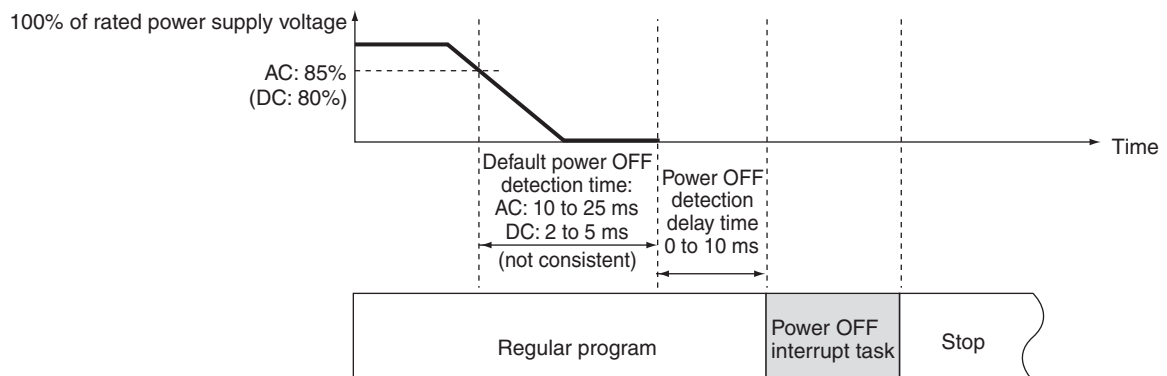 100% of rated power supply voltage
AC: 85%
(DC: 80%)
Time
Default power OFF
detection time:
AC: 10 to 25 ms
DC: 2 to 5 ms
(not consistent)
Power OFF
detection
delay time
0 to 10 ms
Regular program
Power OFF
interrupt task
Stop